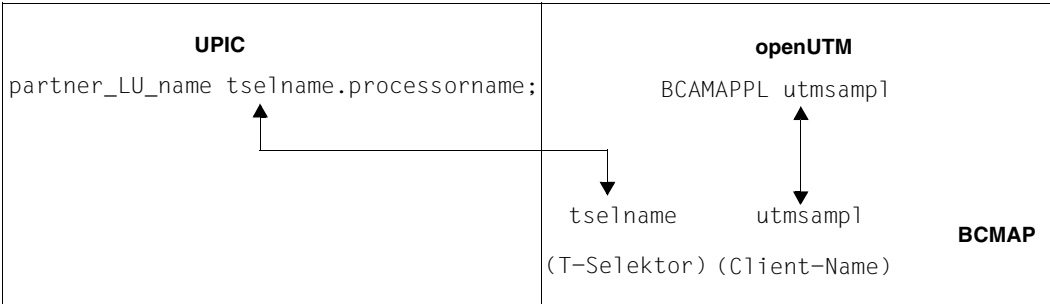 UPIC
partner_LU_name tselname.processorname;
openUTM
BCAMAPPL utmsampl
tselname utmsampl
BCMAP
(T-Selektor) (Client-Name)